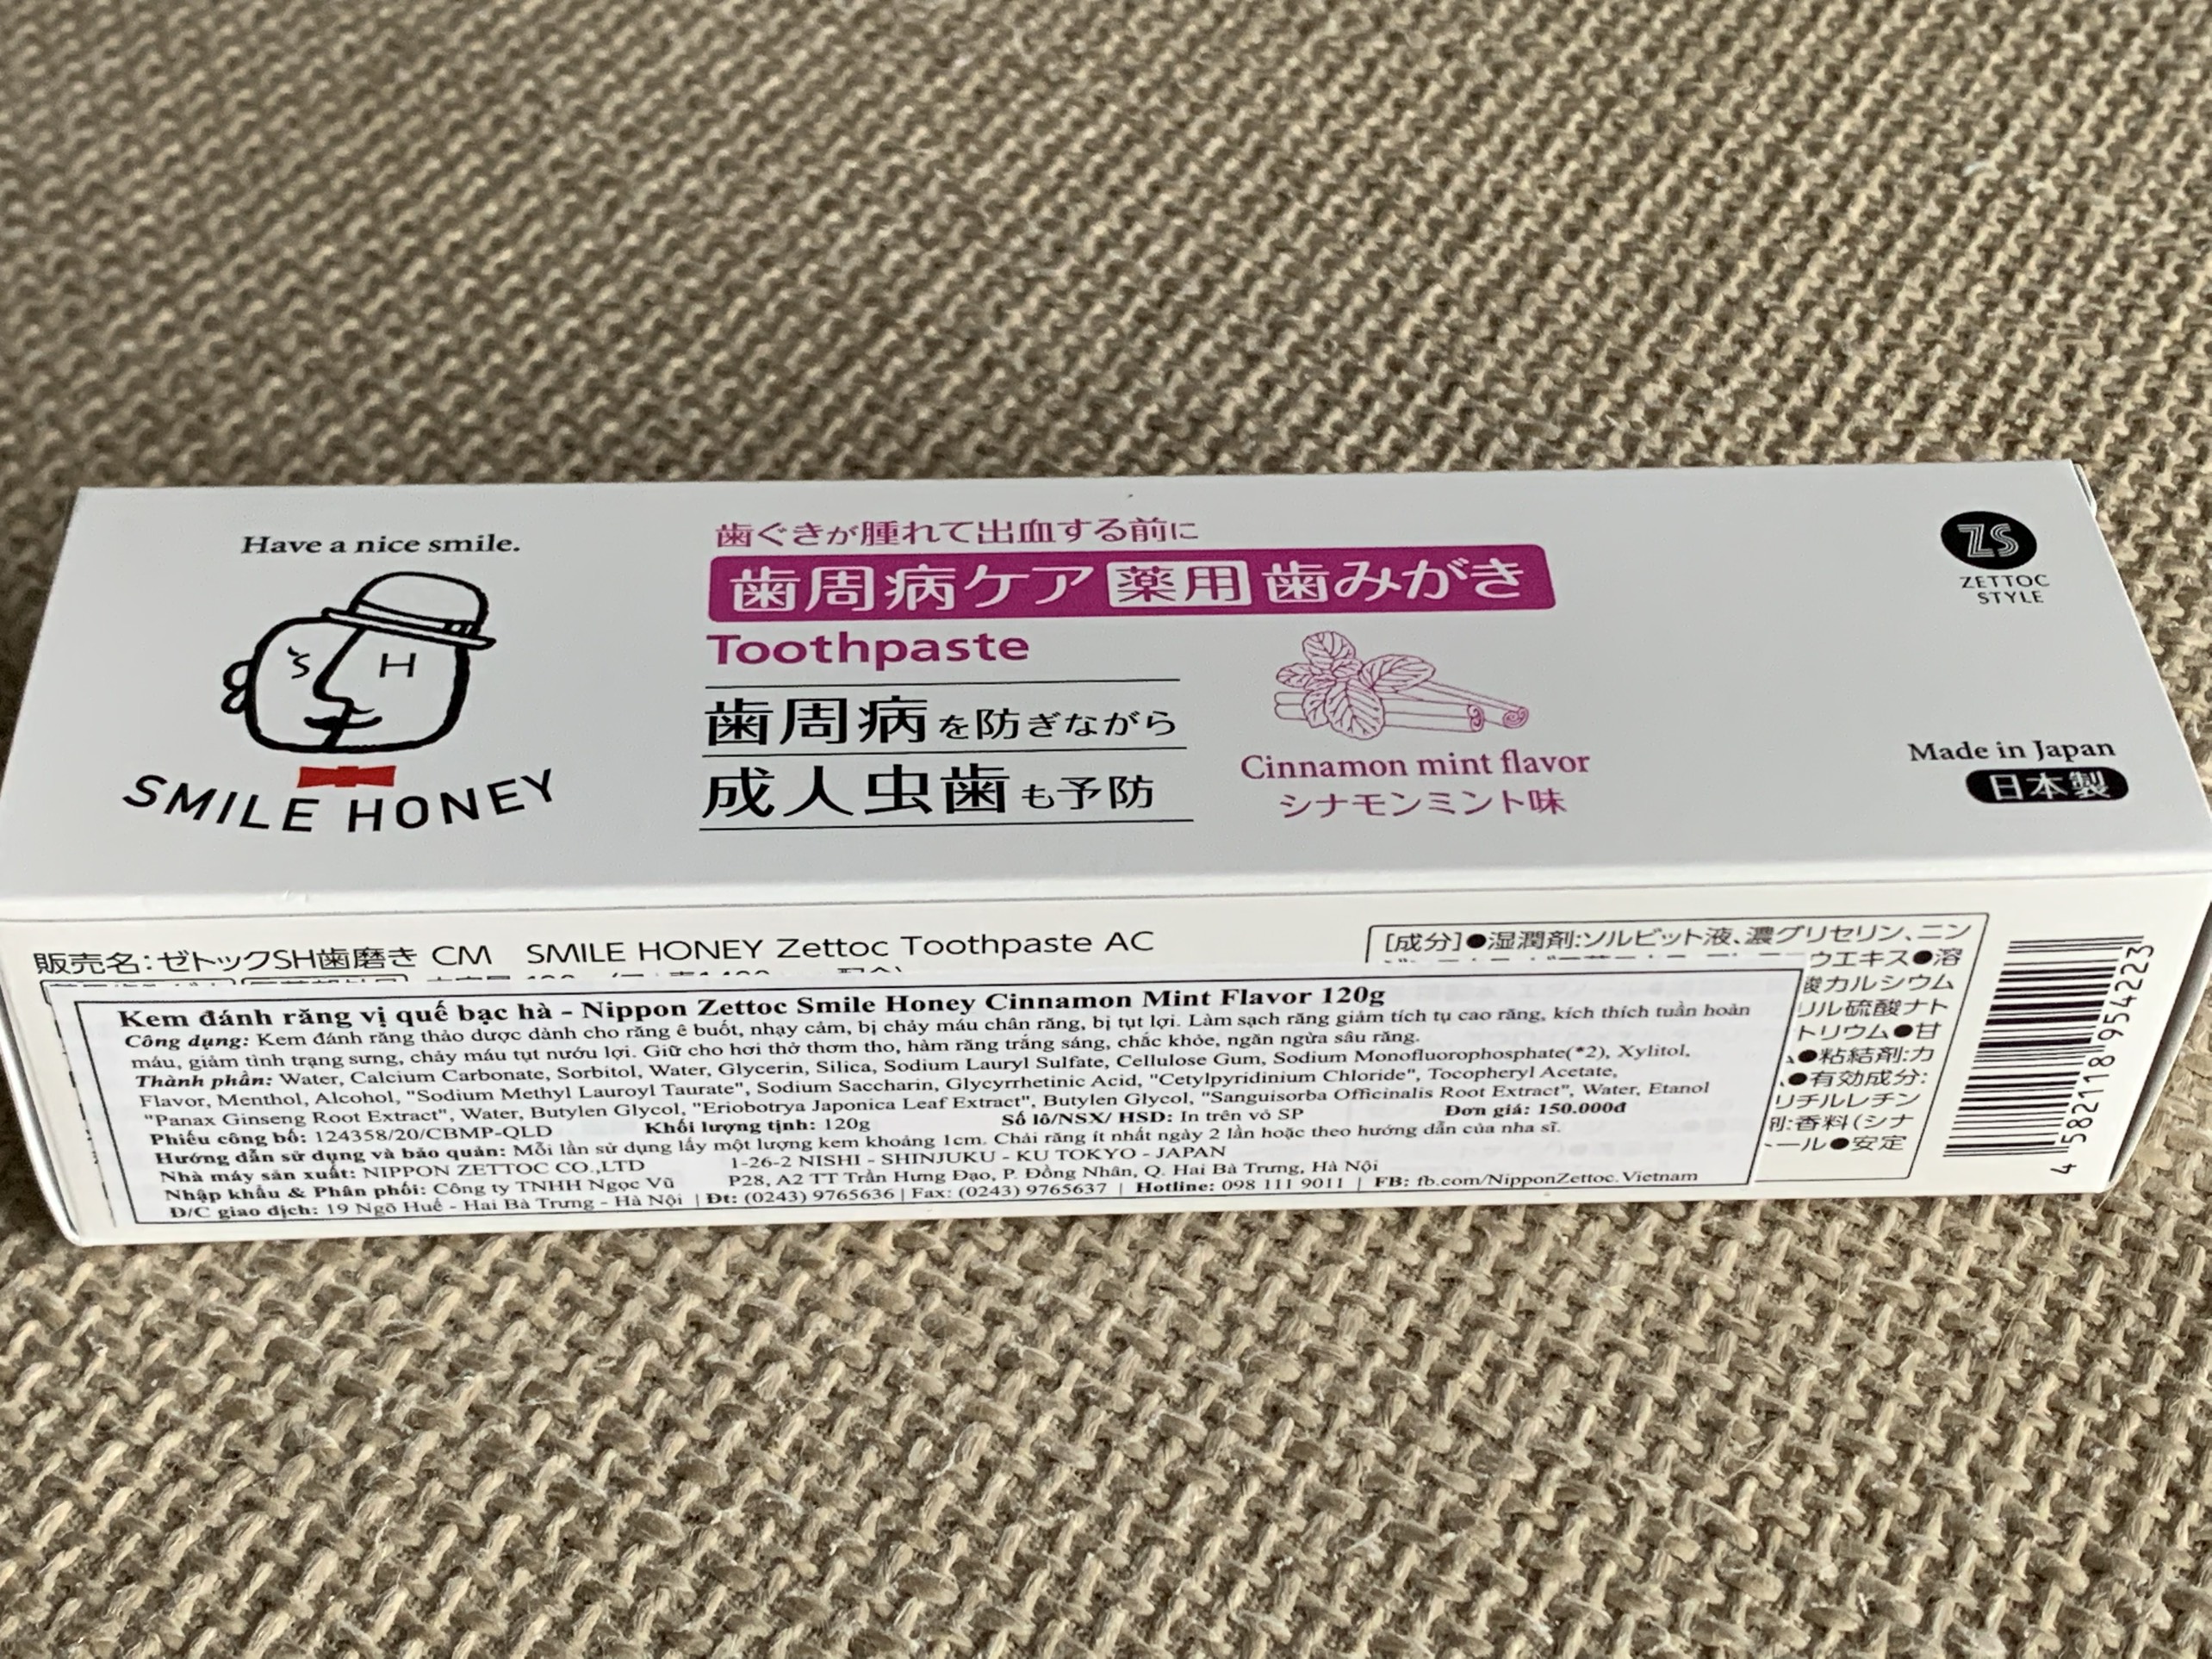 Have a nice smile.
S H
SMILE HONEY
歯ぐきが腫れて出血する前に
歯周病ケア 薬用 歯みがき
Toothpaste
歯周病を防ぎながら
成人虫歯も予防
Cinnamon mint flavor
シナモンミント味
ZS
ZETTOC
STYLE
Made in Japan
日本製
販売名:ゼトックSH歯磨き CM SMILE HONEY Zettoc Toothpaste AC
Kem đánh răng vị quế bạc hà - Nippon Zettoc Smile Honey Cinnamon Mint Flavor 120g
Công dụng: Kem đánh răng thảo dược dành cho răng ê buốt, nhạy cảm, bị chảy máu chân răng, bị tụt lợi. Làm sạch răng giảm tích tụ cao răng, kích thích tuần hoàn
máu, giảm tình trạng sưng, chảy máu tụt nướu lợi. Giữ cho hơi thở thơm tho, hàm răng trắng sáng, chắc khỏe, ngăn ngừa sâu răng.
Thành phần: Water, Calcium Carbonate, Sorbitol, Water, Glycerin, Silica, Sodium Lauryl Sulfate, Cellulose Gum, Sodium Monofluorophosphate(*2), Xylitol,
Flavor, Menthol, Alcohol, "Sodium Methyl Lauroyl Taurate", Sodium Saccharin, Glycyrrhetinic Acid, "Cetylpyridinium Chloride", Tocopheryl Acetate,
"Panax Ginseng Root Extract", Water, Butylen Glycol, "Eriobotrya Japonica Leaf Extract", Butylen Glycol, "Sanguisorba Officinalis Root Extract", Water, Etanol
Phiếu công bố: 124358/20/CBMP-QLD Khối lượng tịnh: 120g Số lô/NSX/ HSD: In trên vỏ SP Đơn giá: 150.000đ
Hướng dẫn sử dụng và bảo quản: Mỗi lần sử dụng lấy một lượng kem khoảng 1cm. Chải răng ít nhất ngày 2 lần hoặc theo hướng dẫn của nha sĩ.
Nhà máy sản xuất: NIPPON ZETTOC CO.,LTD 1-26-2 NISHI - SHINJUKU - KU TOKYO - JAPAN
Nhập khẩu & Phân phối: Công ty TNHH Ngọc Vũ P28, A2 TT Trần Hưng Đạo, P. Đồng Nhân, Q. Hai Bà Trưng, Hà Nội
Đ/C giao dịch: 19 Ngõ Huế - Hai Bà Trưng - Hà Nội | Đt: (0243) 9765636 | Fax: (0243) 9765637 | Hotline: 098 111 9011 | FB: fb.com/NipponZettoc.Vietnam
[成分]●湿潤剤:ソルビット液、濃グリセリン、ニン
ウエキス●溶
酸カルシウム
リル硫酸ナト
トリウム●甘
●粘結剤:カ
●有効成分:
リチルレチン
剤:香料(シナ
ール●安定
4 582118 954223